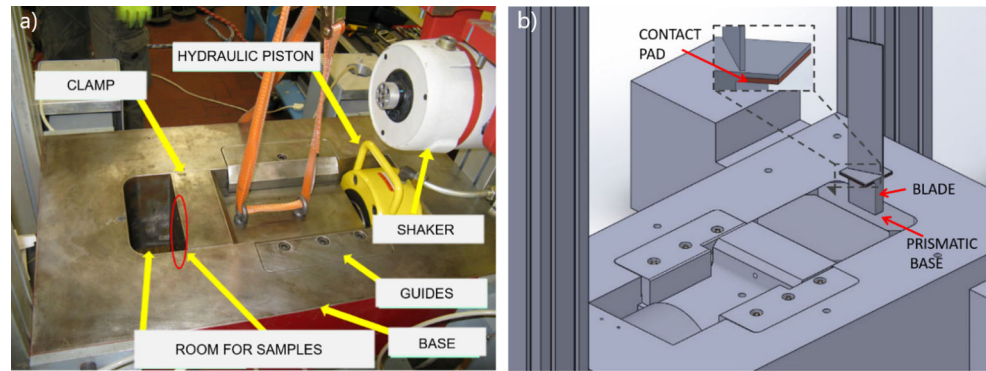 a)
HYDRAULIC PISTON
CLAMP
SHAKER
GUIDES
BASE
ROOM FOR SAMPLES
b)
CONTACT
PAD
BLADE
PRISMATIC
BASE